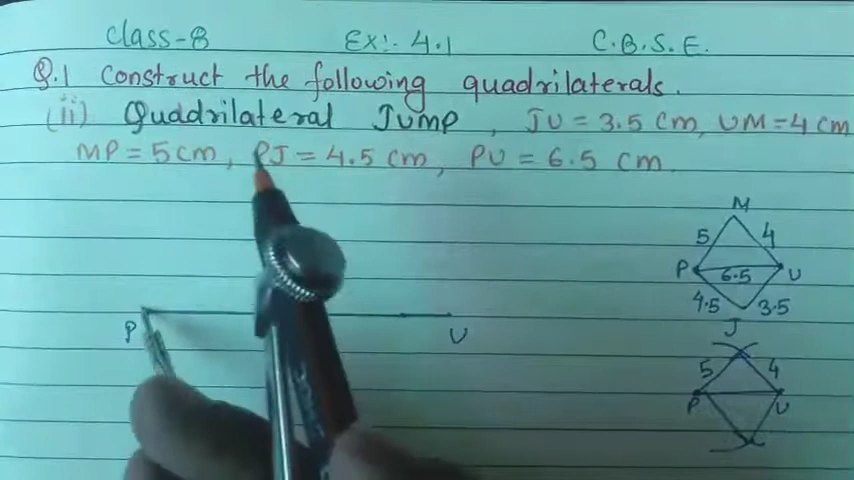 class-8 Ex:- 4.1 C.B.S.E.
Q.1 Construct the following quadrilaterals.
(ii) Quadrilateral JUMP, JU = 3.5 cm, UM = 4 cm
MP = 5 cm, PJ = 4.5 cm, PU = 6.5 cm
M
5 4
P 6.5 U
4.5 3.5
J
P U
5 4
P U